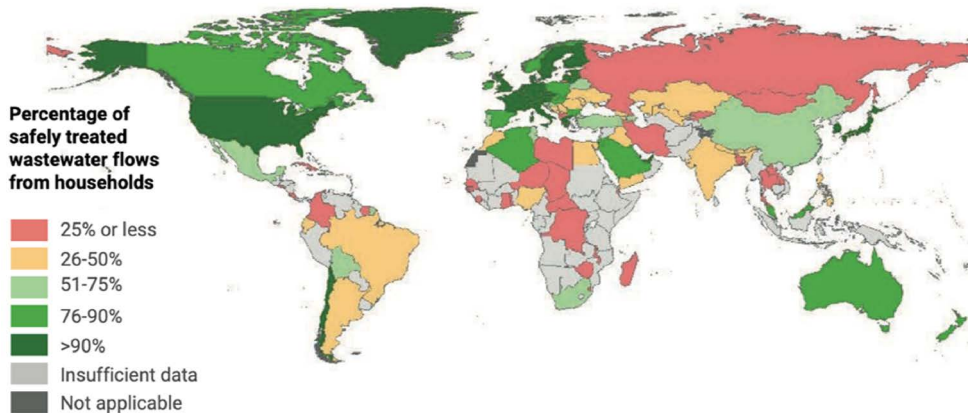 Percentage of
safely treated
wastewater flows
from households
25% or less
26-50%
51-75%
76-90%
>90%
Insufficient data
Not applicable